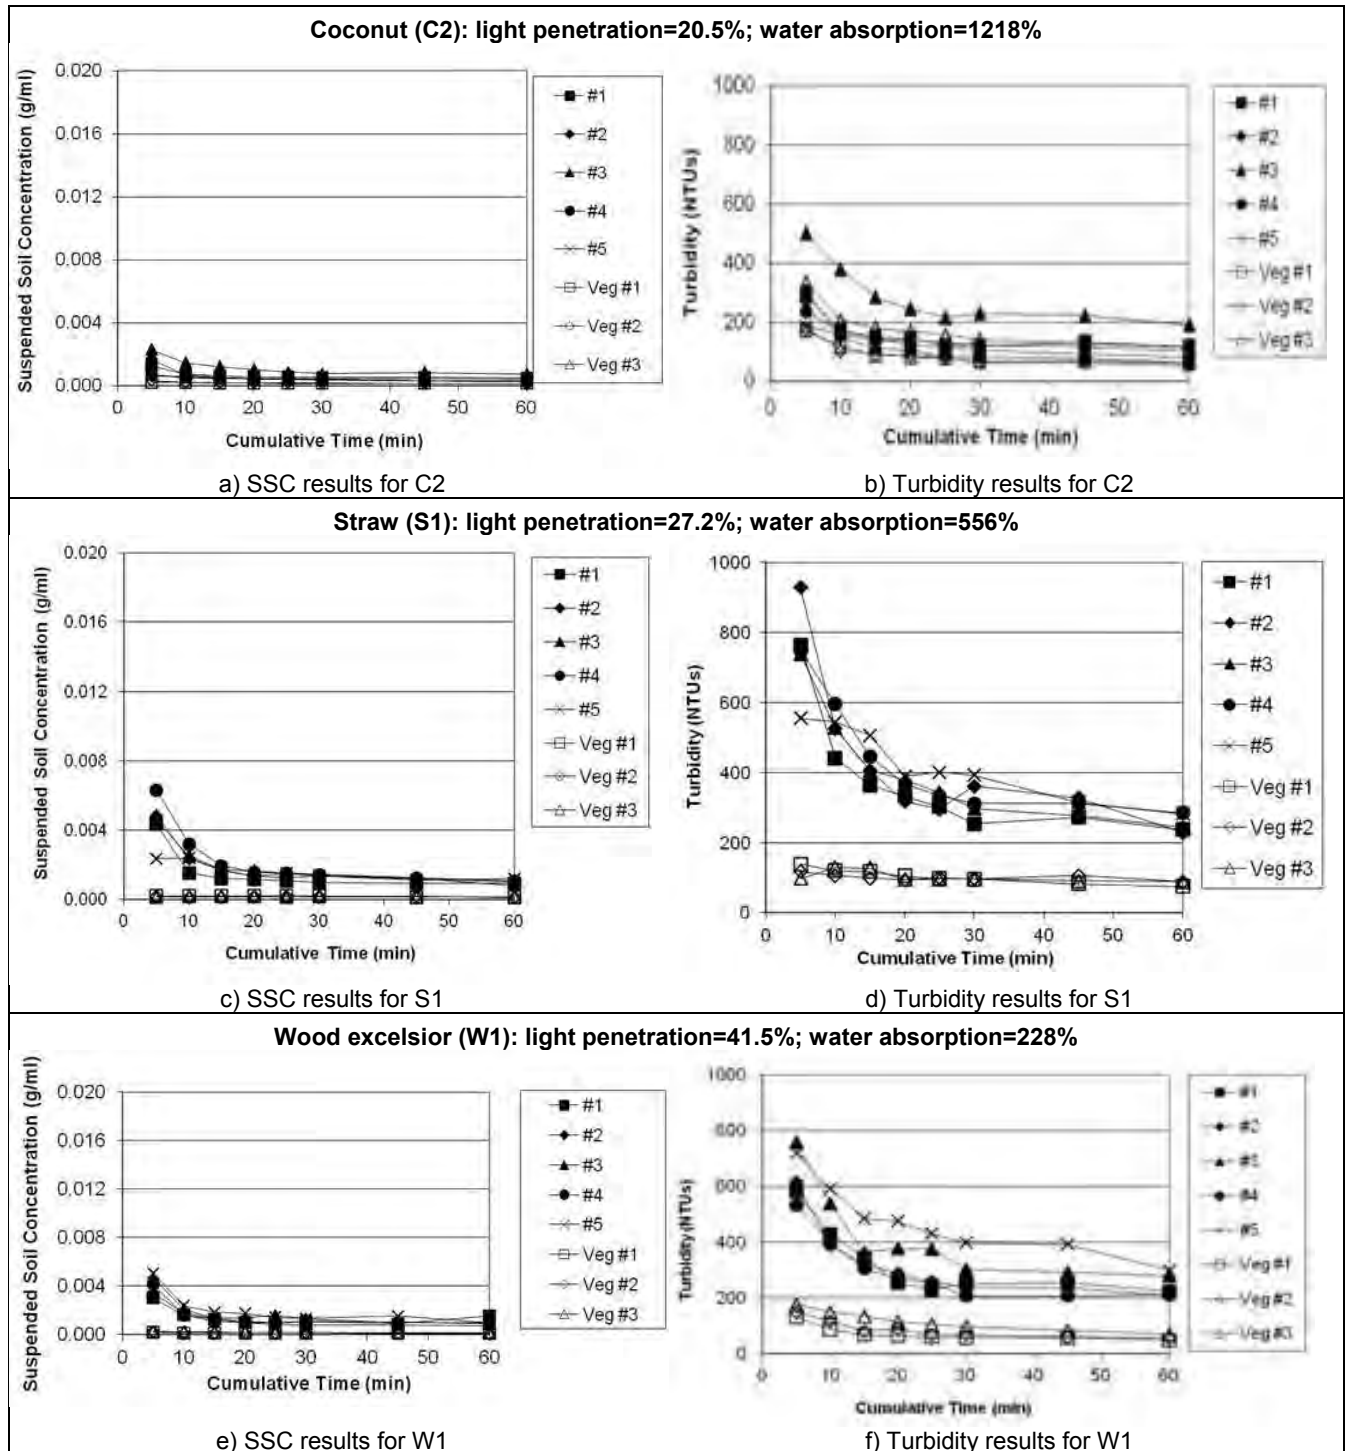 Coconut (C2): light penetration=20.5%; water absorption=1218%
Suspended Soil Concentration (g/ml)
0.020
0.016
0.012
0.008
0.004
0.000
0 10 20 30 40 50 60
Cumulative Time (min)
#1
#2
#3
#4
#5
Veg #1
Veg #2
Veg #3
a) SSC results for C2
Turbidity (NTUs)
1000
800
600
400
200
0
0 10 20 30 40 50 60
Cumulative Time (min)
#1
#2
#3
#4
#5
Veg #1
Veg #2
Veg #3
b) Turbidity results for C2
Straw (S1): light penetration=27.2%; water absorption=556%
Suspended Soil Concentration (g/ml)
0.020
0.016
0.012
0.008
0.004
0.000
0 10 20 30 40 50 60
Cumulative Time (min)
#1
#2
#3
#4
#5
Veg #1
Veg #2
Veg #3
c) SSC results for S1
Turbidity (NTUs)
1000
800
600
400
200
0
0 10 20 30 40 50 60
Cumulative Time (min)
#1
#2
#3
#4
#5
Veg #1
Veg #2
Veg #3
d) Turbidity results for S1
Wood excelsior (W1): light penetration=41.5%; water absorption=228%
Suspended Soil Concentration (g/ml)
0.020
0.016
0.012
0.008
0.004
0.000
0 10 20 30 40 50 60
Cumulative Time (min)
#1
#2
#3
#4
#5
Veg #1
Veg #2
Veg #3
e) SSC results for W1
Turbidity (NTUs)
1000
800
600
400
200
0
0 10 20 30 40 50 60
Cumulative Time (min)
#1
#2
#3
#4
#5
Veg #1
Veg #2
Veg #3
f) Turbidity results for W1